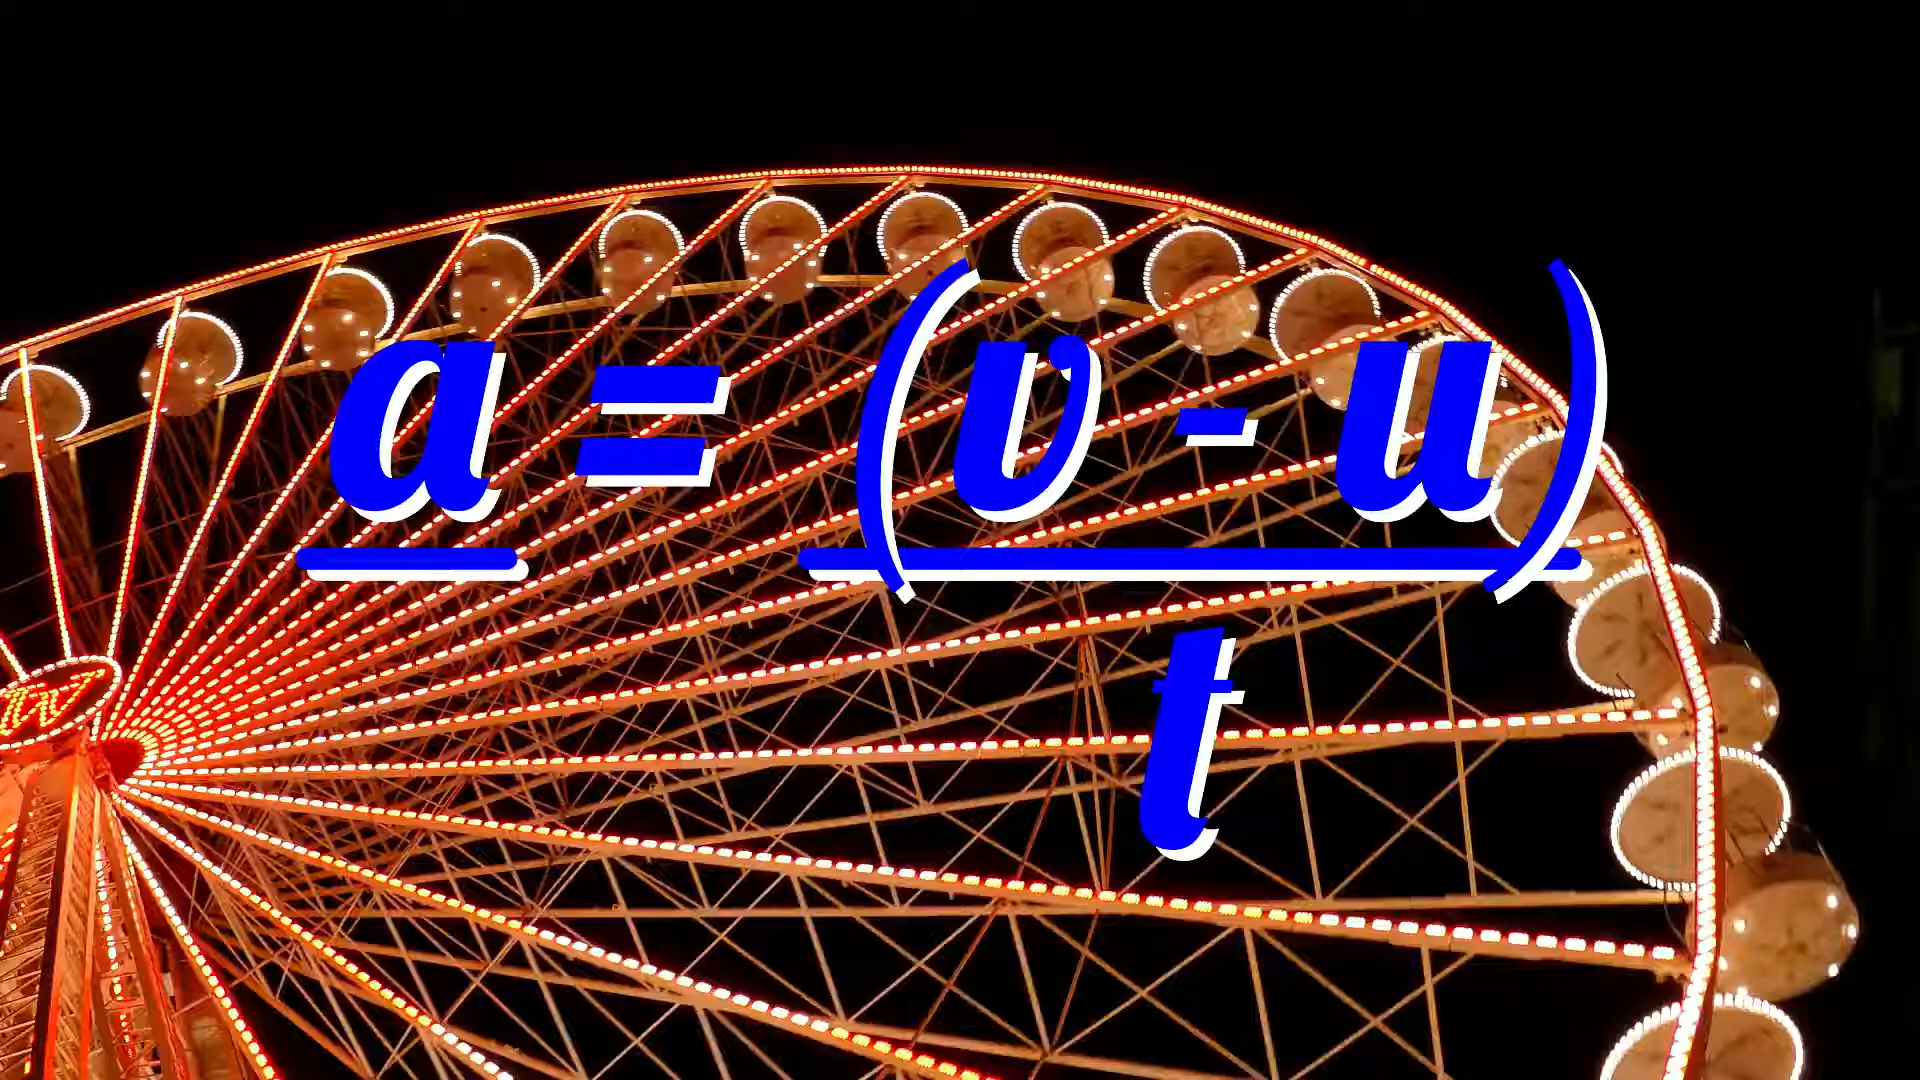 a = (v - u)
t